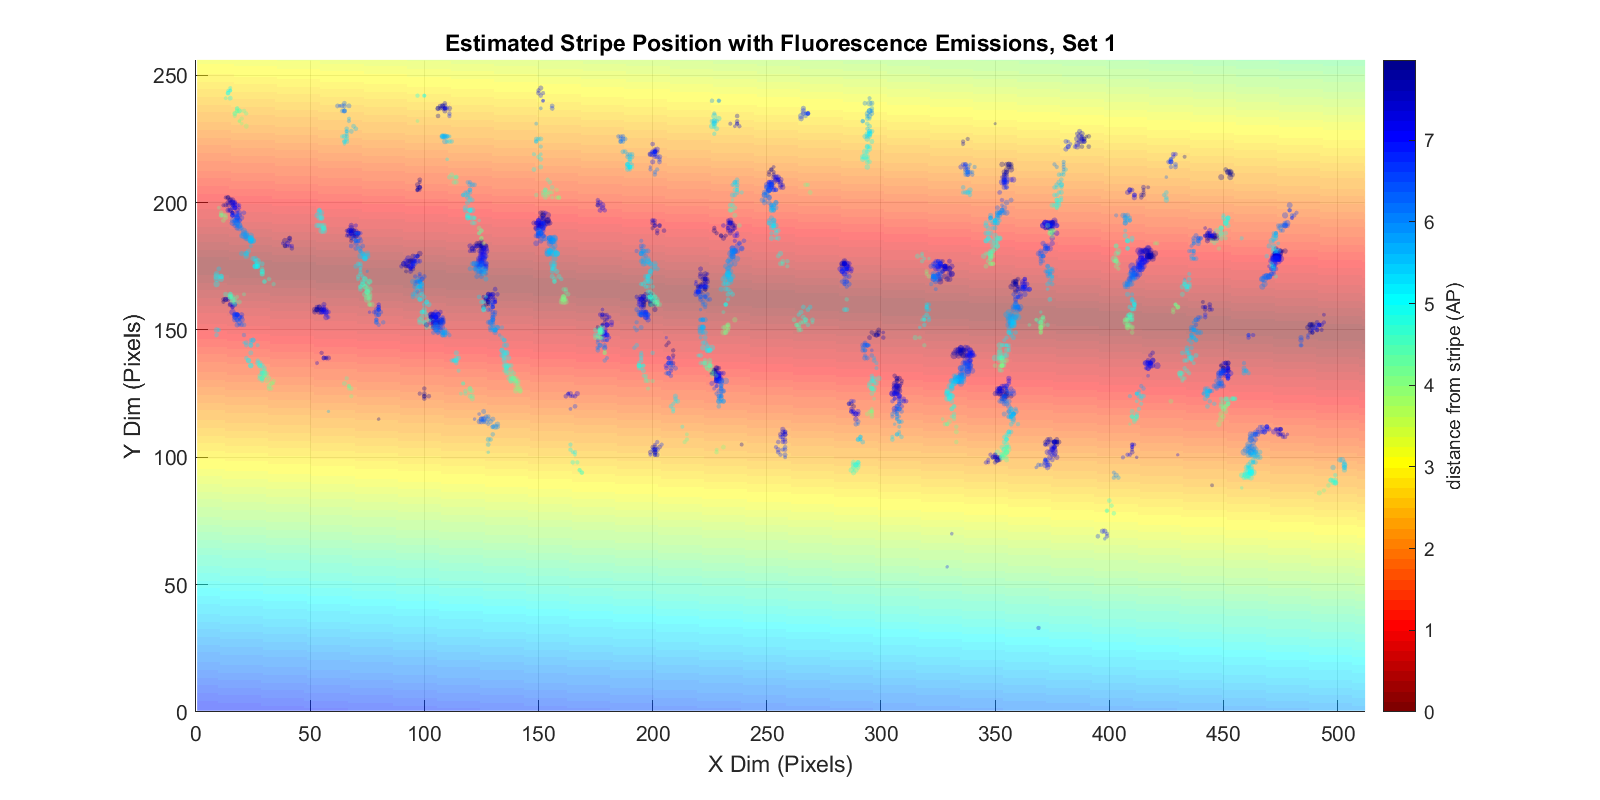 Estimated Stripe Position with Fluorescence Emissions, Set 1
250
200
150
100
50
0
Y Dim (Pixels)
0 50 100 150 200 250 300 350 400 450 500
X Dim (Pixels)
7
6
5
4
3
2
1
0
distance from stripe (AP)